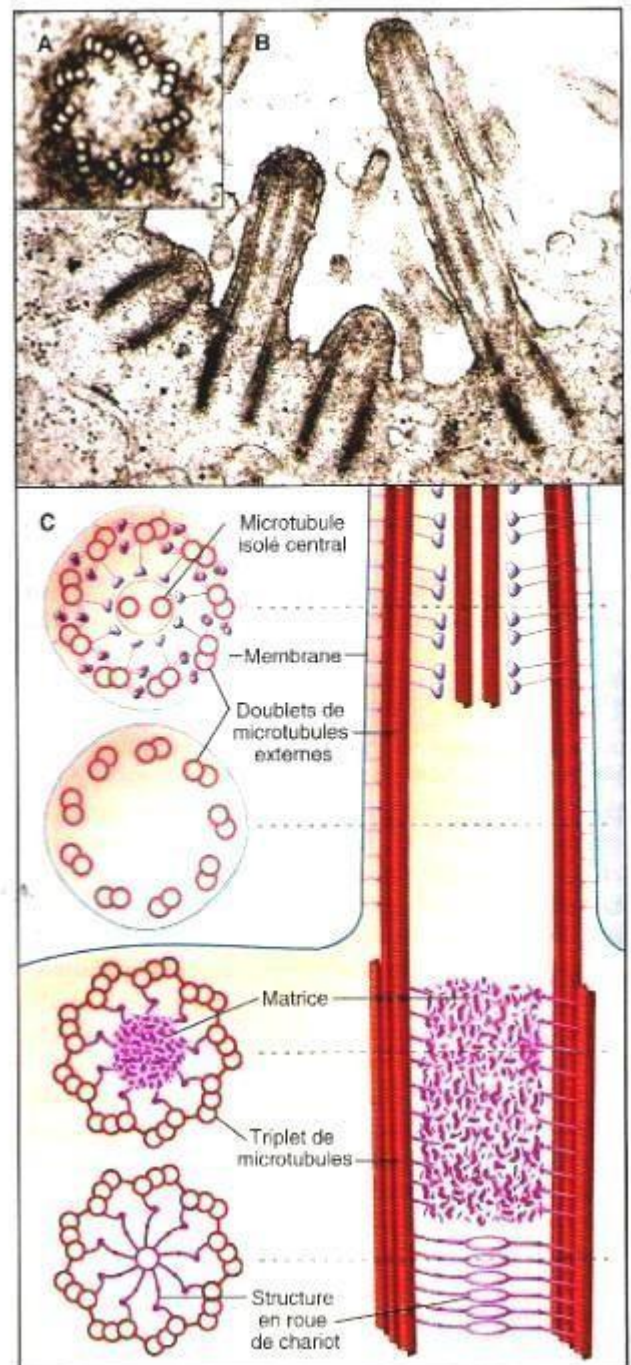 A
B
C
Microtubule
isolé central
Membrane
Doublets de
microtubules
externes
Matrice
Triplet de
microtubules
Structure
en roue
de chariot